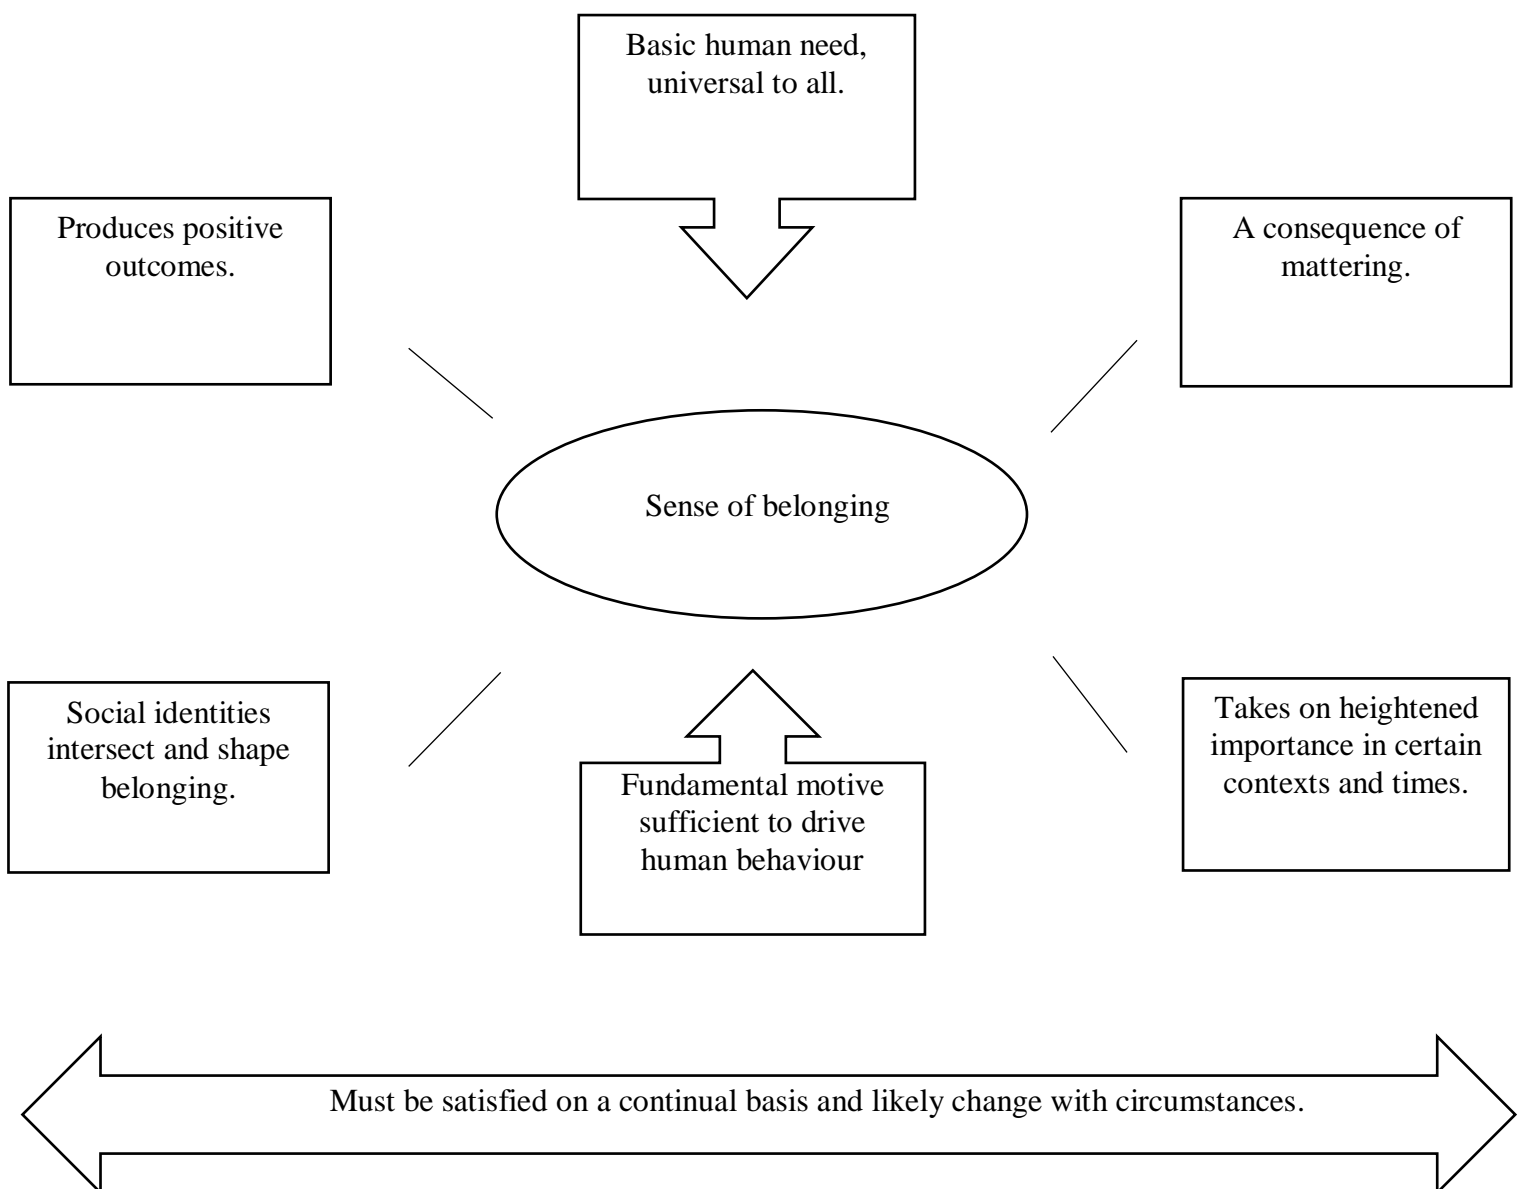 Basic human need,
universal to all.
Produces positive
outcomes.
A consequence of
mattering.
Sense of belonging
Social identities
intersect and shape
belonging.
Fundamental motive
sufficient to drive
human behaviour
Takes on heightened
importance in certain
contexts and times.
Must be satisfied on a continual basis and likely change with circumstances.